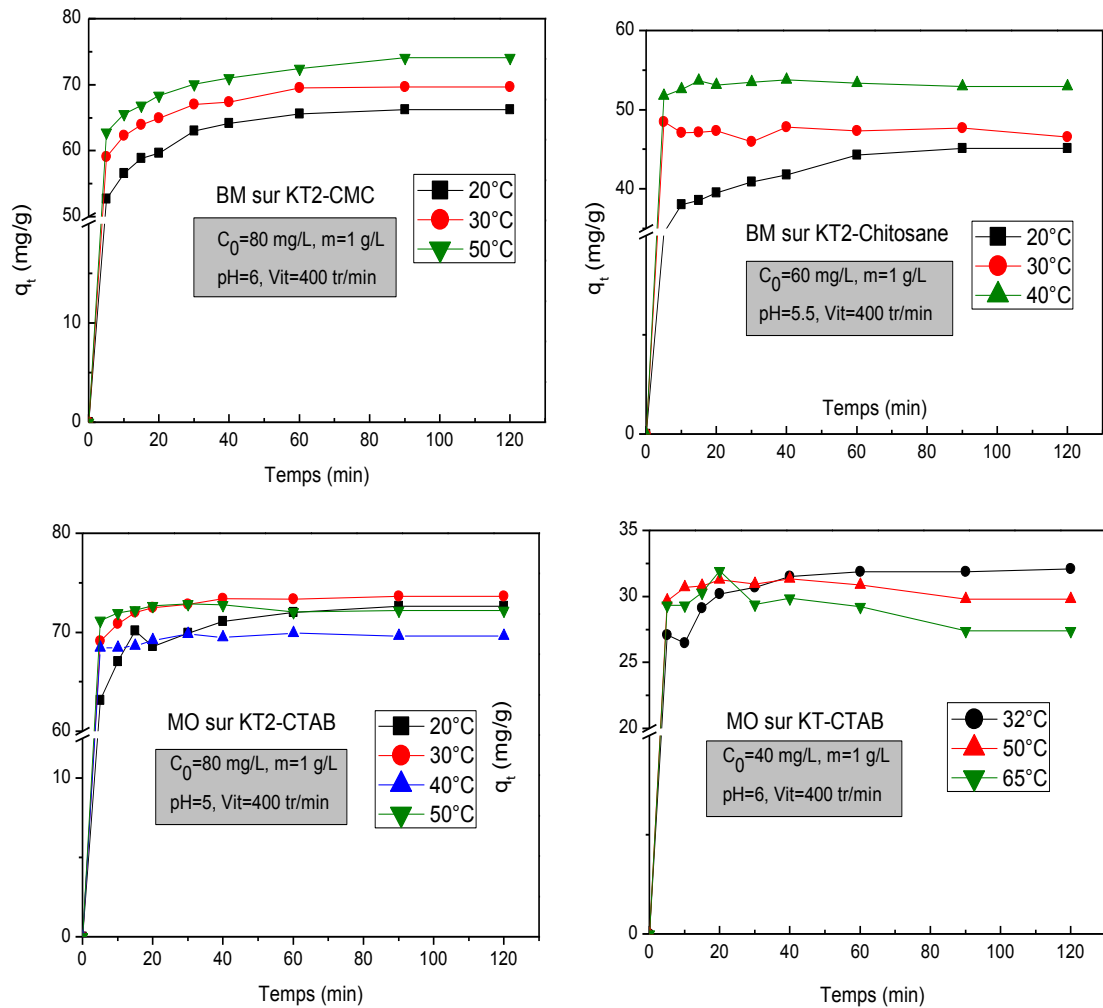 80
70
60
50
10
0
q_t (mg/g)
BM sur KT2-CMC
C_0=80 mg/L, m=1 g/L
pH=6, Vit=400 tr/min
20°C
30°C
50°C
0 20 40 60 80 100 120
Temps (min)
60
50
40
0
q_t (mg/g)
BM sur KT2-Chitosane
C_0=60 mg/L, m=1 g/L
pH=5.5, Vit=400 tr/min
20°C
30°C
40°C
Temps (min)
0 20 40 60 80 100 120
80
70
60
10
0
MO sur KT2-CTAB
C_0=80 mg/L, m=1 g/L
pH=5, Vit=400 tr/min
20°C
30°C
40°C
50°C
0 20 40 60 80 100 120
Temps (min)
35
30
25
20
0
q_t (mg/g)
MO sur KT-CTAB
C_0=40 mg/L, m=1 g/L
pH=6, Vit=400 tr/min
32°C
50°C
65°C
0 20 40 60 80 100 120
Temps (min)